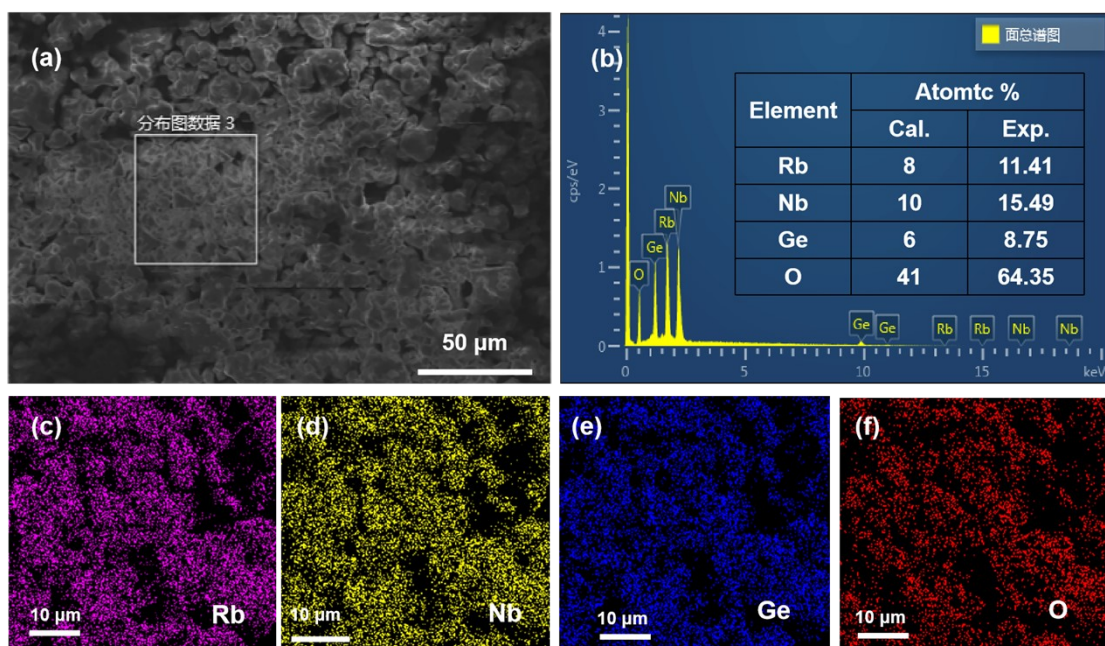 (a)
分布图数据 3
50 μm
(b)
面总谱图
cps/eV
4
3
2
1
0
0 5 10 15 keV
O
Ge
Rb
Nb
Ge
Ge
Rb
Rb
Nb
Nb
Element Atomtc %
Cal. Exp.
Rb 8 11.41
Nb 10 15.49
Ge 6 8.75
O 41 64.35
(c)
10 μm
Rb
(d)
10 μm
Nb
(e)
10 μm
Ge
(f)
10 μm
O